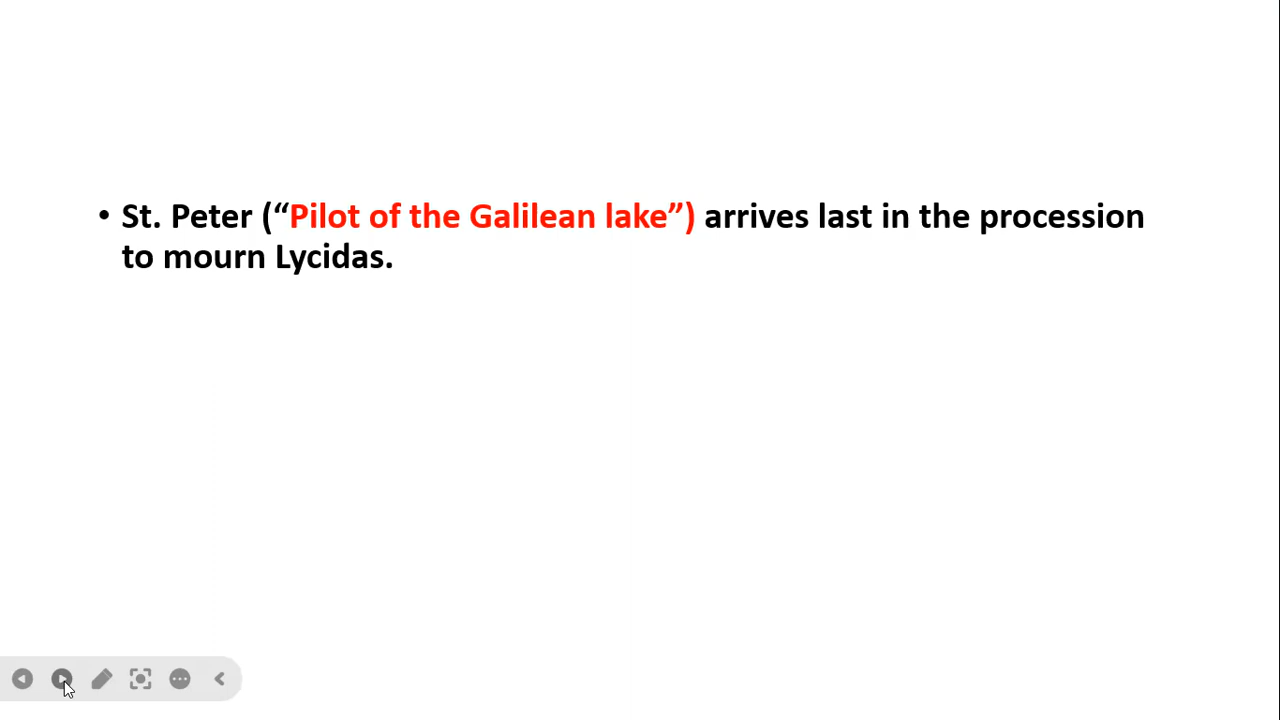 • St. Peter (“Pilot of the Galilean lake”) arrives last in the procession
to mourn Lycidas.